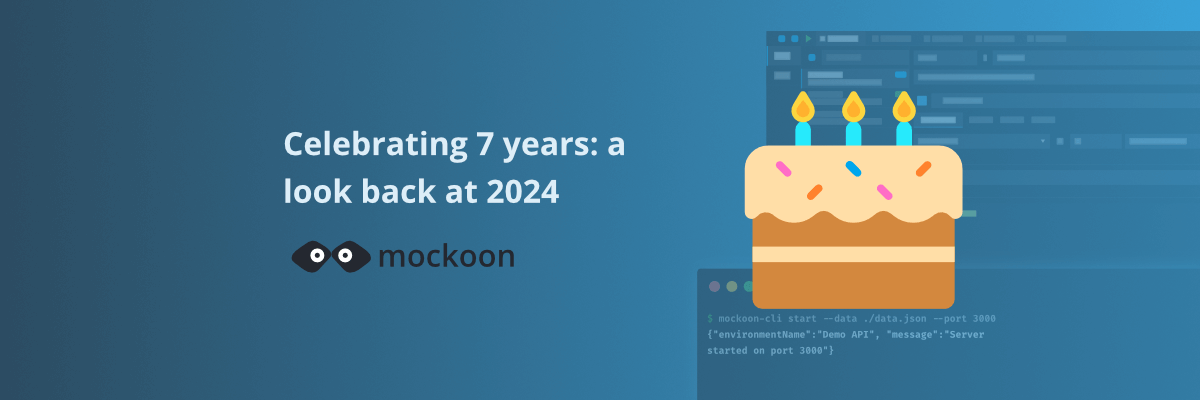 Celebrating 7 years: a
look back at 2024
mockoon
$ mockoon-cli start --data ./data.json --port 3000
{"environmentName":"Demo API", "message":"Server
started on port 3000"}